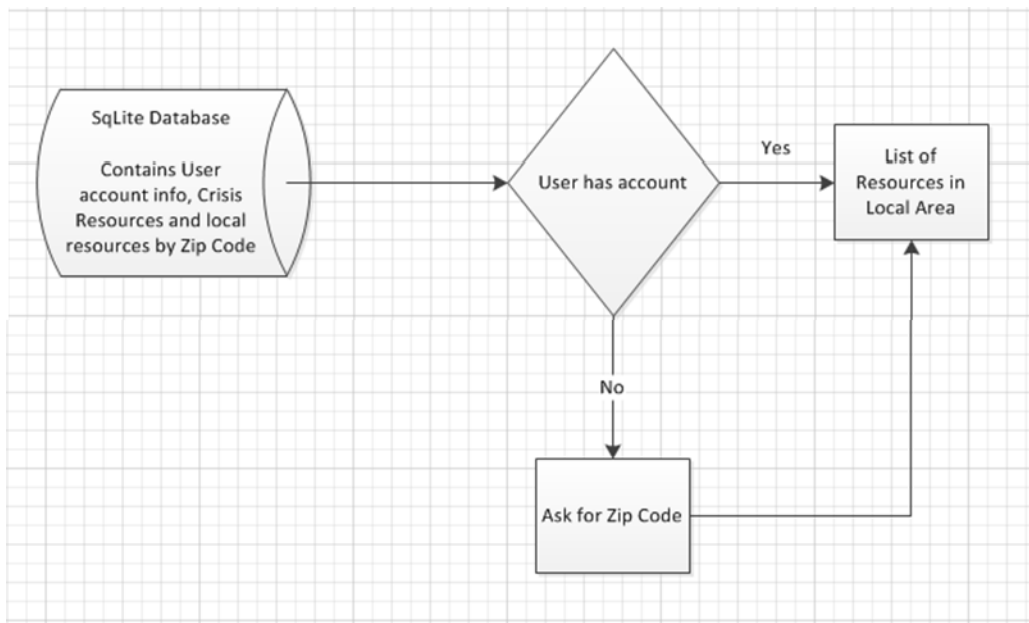 SqLite Database
Contains User
account info, Crisis
Resources and local
resources by Zip Code
User has account
Yes
List of
Resources in
Local Area
No
Ask for Zip Code